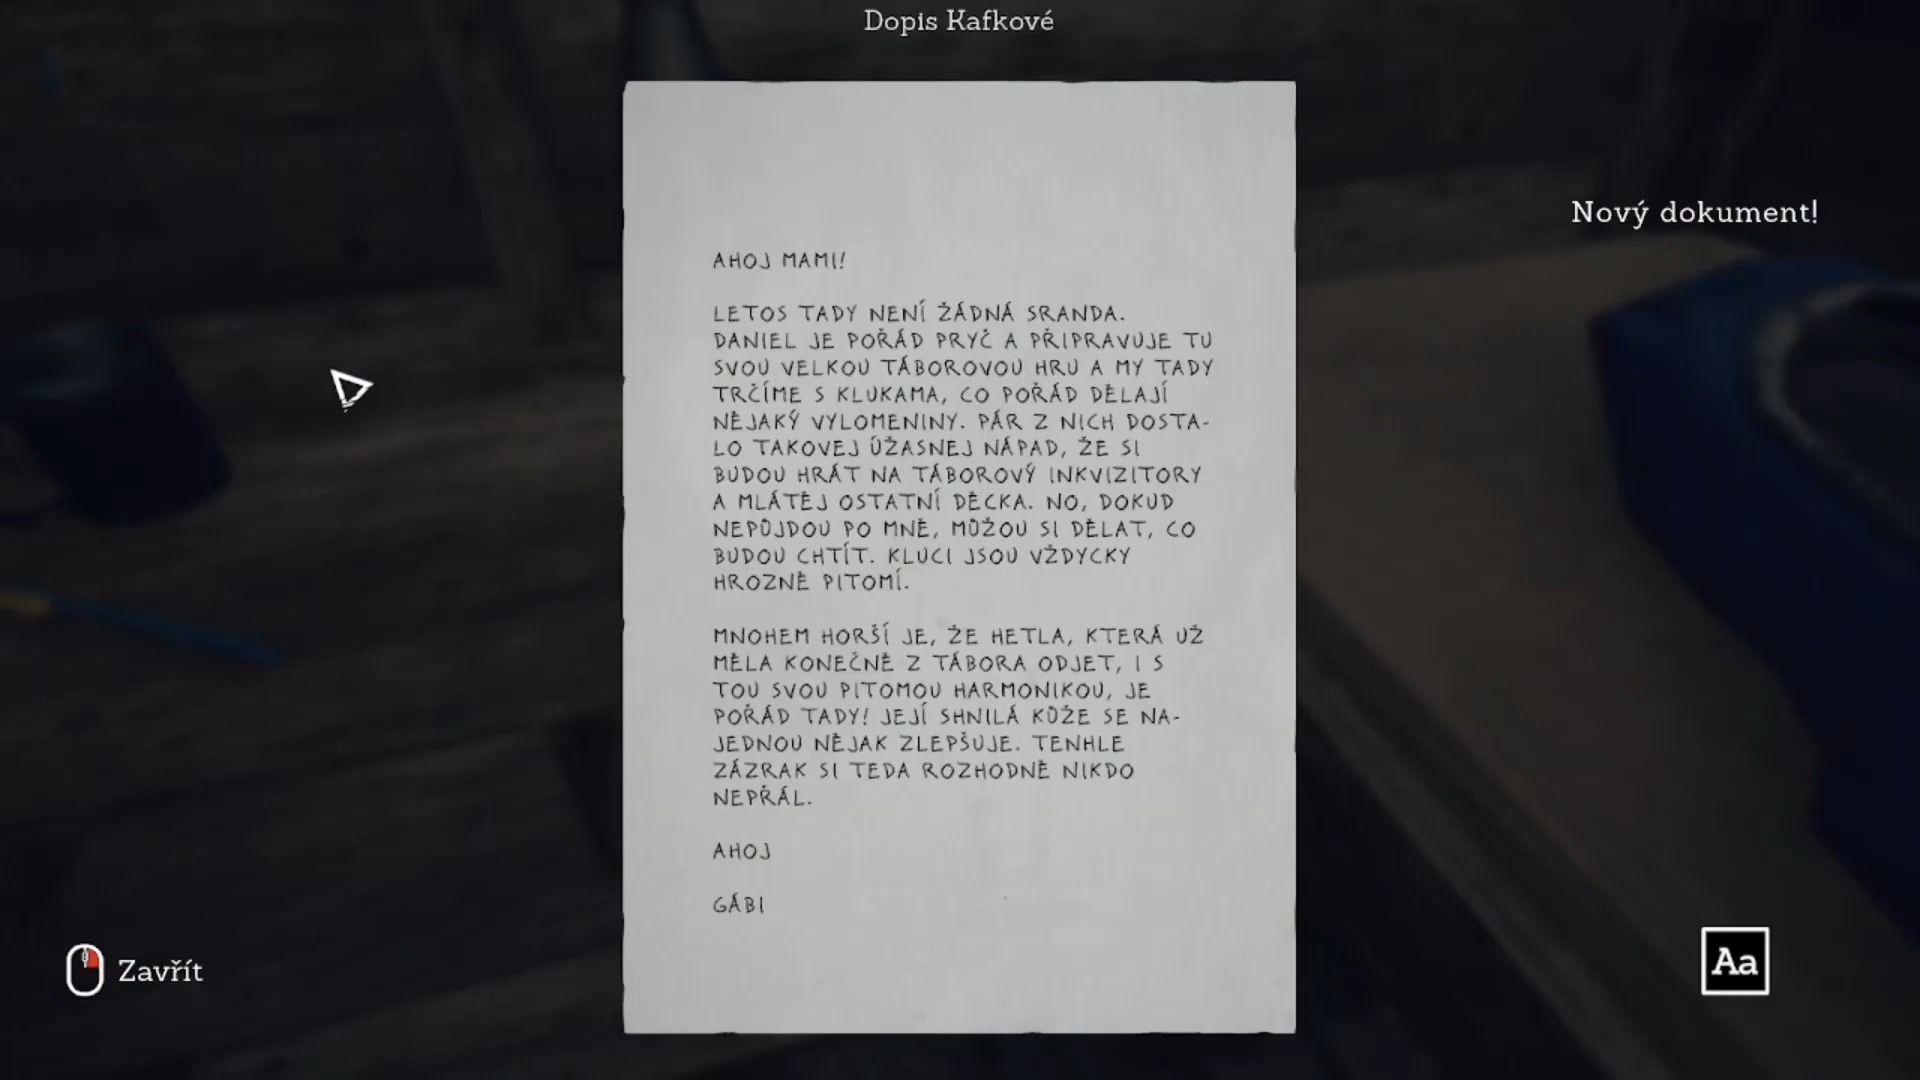 Dopis Kafkové
Nový dokument!
AHOJ MAMI!
LETOS TADY NENÍ ŽÁDNÁ SRANDA.
DANIEL JE POŘÁD PRYČ A PŘIPRAVUJE TU
SVOU VELKOU TÁBOROVOU HRU A MY TADY
TRČÍME S KLUKAMA, CO POŘÁD DĚLAJÍ
NĚJAKÝ VYLOMENINY. PÁR Z NICH DOSTA-
LO TAKOVEJ ÚŽASNEJ NÁPAD, ŽE SI
BUDOU HRÁT NA TÁBOROVÝ INKVIZITORY
A MLÁTĚJ OSTATNÍ DĚCKA. NO, DOKUD
NEPŮJDOU PO MNĚ, MŮŽOU SI DĚLAT, CO
BUDOU CHTÍT. KLUCI JSOU VŽDYCKY
HROZNĚ PITOMÍ.
MNOHEM HORŠÍ JE, ŽE HETLA, KTERÁ UŽ
MĚLA KONEČNĚ Z TÁBORA ODJET, I S
TOU SVOU PITOMOU HARMONIKOU, JE
POŘÁD TADY! JEJÍ SHNILÁ KŮŽE SE NA-
JEDNOU NĚJAK ZLEPŠUJE. TENHLE
ZÁZRAK SI TEDA ROZHODNĚ NIKDO
NEPŘÁL.
AHOJ
GÁBI
Zavřít
Aa